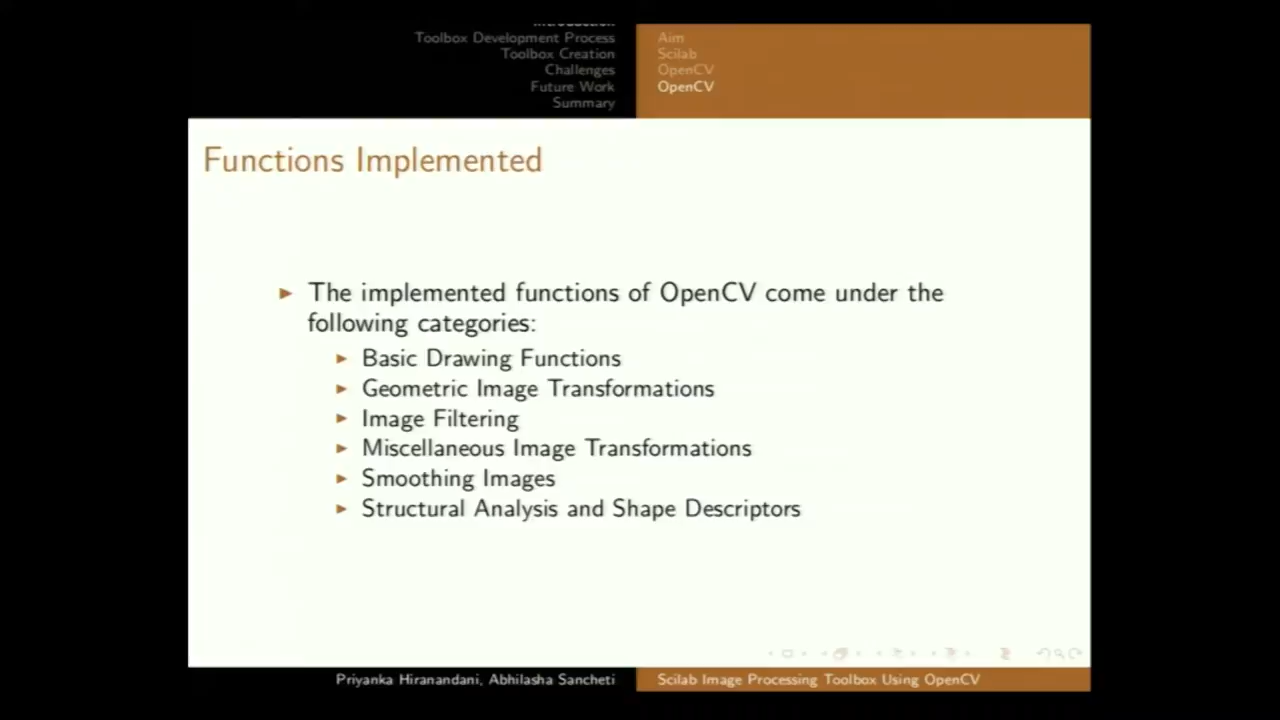 Introduction
Toolbox Development Process
Toolbox Creation
Challenges
Future Work
Summary
Aim
Scilab
OpenCV
OpenCV
Functions Implemented
The implemented functions of OpenCV come under the
following categories:
Basic Drawing Functions
Geometric Image Transformations
Image Filtering
Miscellaneous Image Transformations
Smoothing Images
Structural Analysis and Shape Descriptors
Priyanka Hiranandani, Abhilasha Sancheti
Scilab Image Processing Toolbox Using OpenCV